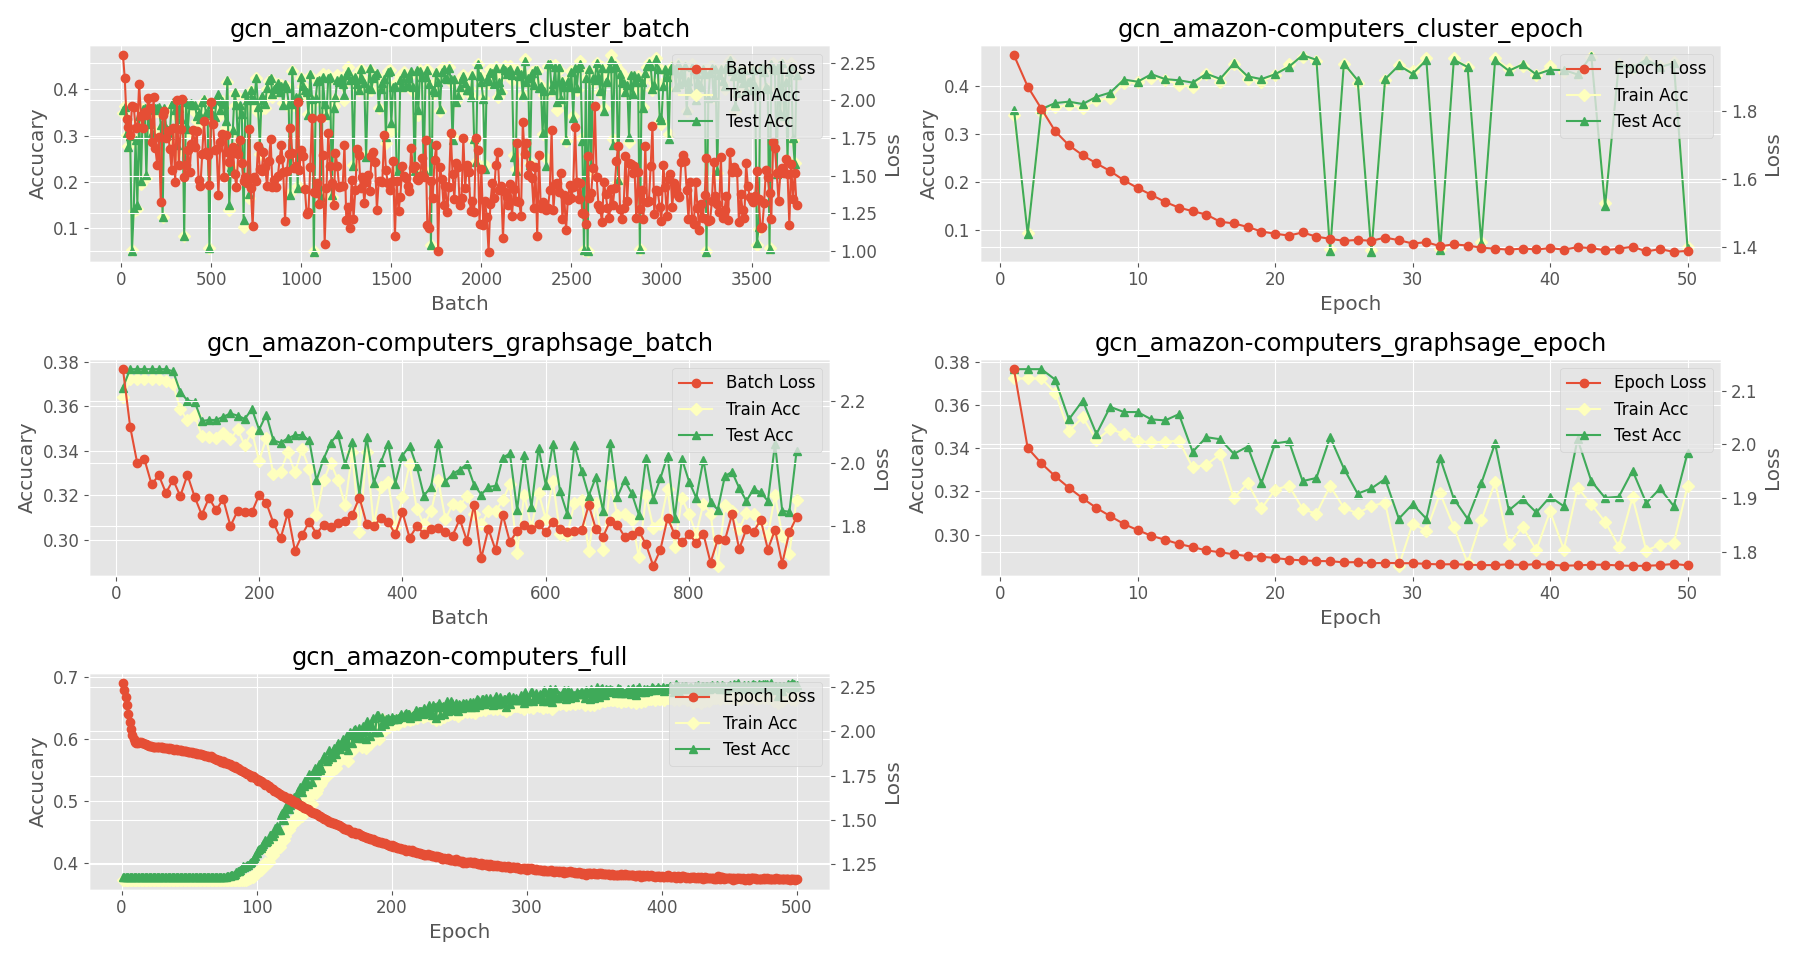 gcn_amazon-computers_cluster_batch
Accucary
0.4
0.3
0.2
0.1
Batch Loss
Train Acc
Test Acc
2.25
2.00
1.75
1.50
1.25
1.00
Loss
0 500 1000 1500 2000 2500 3000 3500
Batch
gcn_amazon-computers_cluster_epoch
Accucary
0.4
0.3
0.2
0.1
Epoch Loss
Train Acc
Test Acc
1.8
1.6
1.4
Loss
0 10 20 30 40 50
Epoch
gcn_amazon-computers_graphsage_batch
Accucary
0.38
0.36
0.34
0.32
0.30
Batch Loss
Train Acc
Test Acc
2.2
2.0
1.8
Loss
0 200 400 600 800
Batch
gcn_amazon-computers_graphsage_epoch
Accucary
0.38
0.36
0.34
0.32
0.30
Epoch Loss
Train Acc
Test Acc
2.1
2.0
1.9
1.8
Loss
0 10 20 30 40 50
Epoch
gcn_amazon-computers_full
Accucary
0.7
0.6
0.5
0.4
Epoch Loss
Train Acc
Test Acc
2.25
2.00
1.75
1.50
1.25
Loss
0 100 200 300 400 500
Epoch